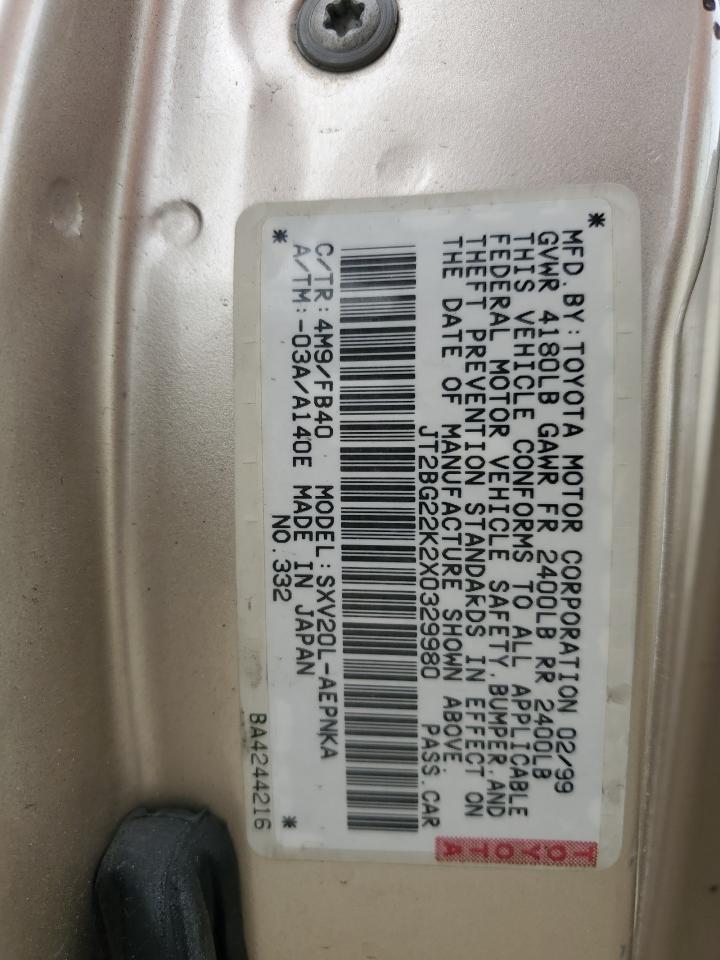 MFD. BY: TOYOTA MOTOR CORPORATION 02/99
GVWR 4180LB GAWR FR 2400LB RR 2400LB
THIS VEHICLE CONFORMS TO ALL APPLICABLE
FEDERAL MOTOR VEHICLE SAFETY, BUMPER, AND
THEFT PREVENTION STANDARDS IN EFFECT ON
THE DATE OF MANUFACTURE SHOWN ABOVE.
JT2BG22K2X0329980 PASS. CAR
C/TR: 4M9/FB40 MODEL: SXV20L-AEPNKA
A/TM: -03A/A140E MADE IN JAPAN
NO. 332
BA4244216
TOYOTA